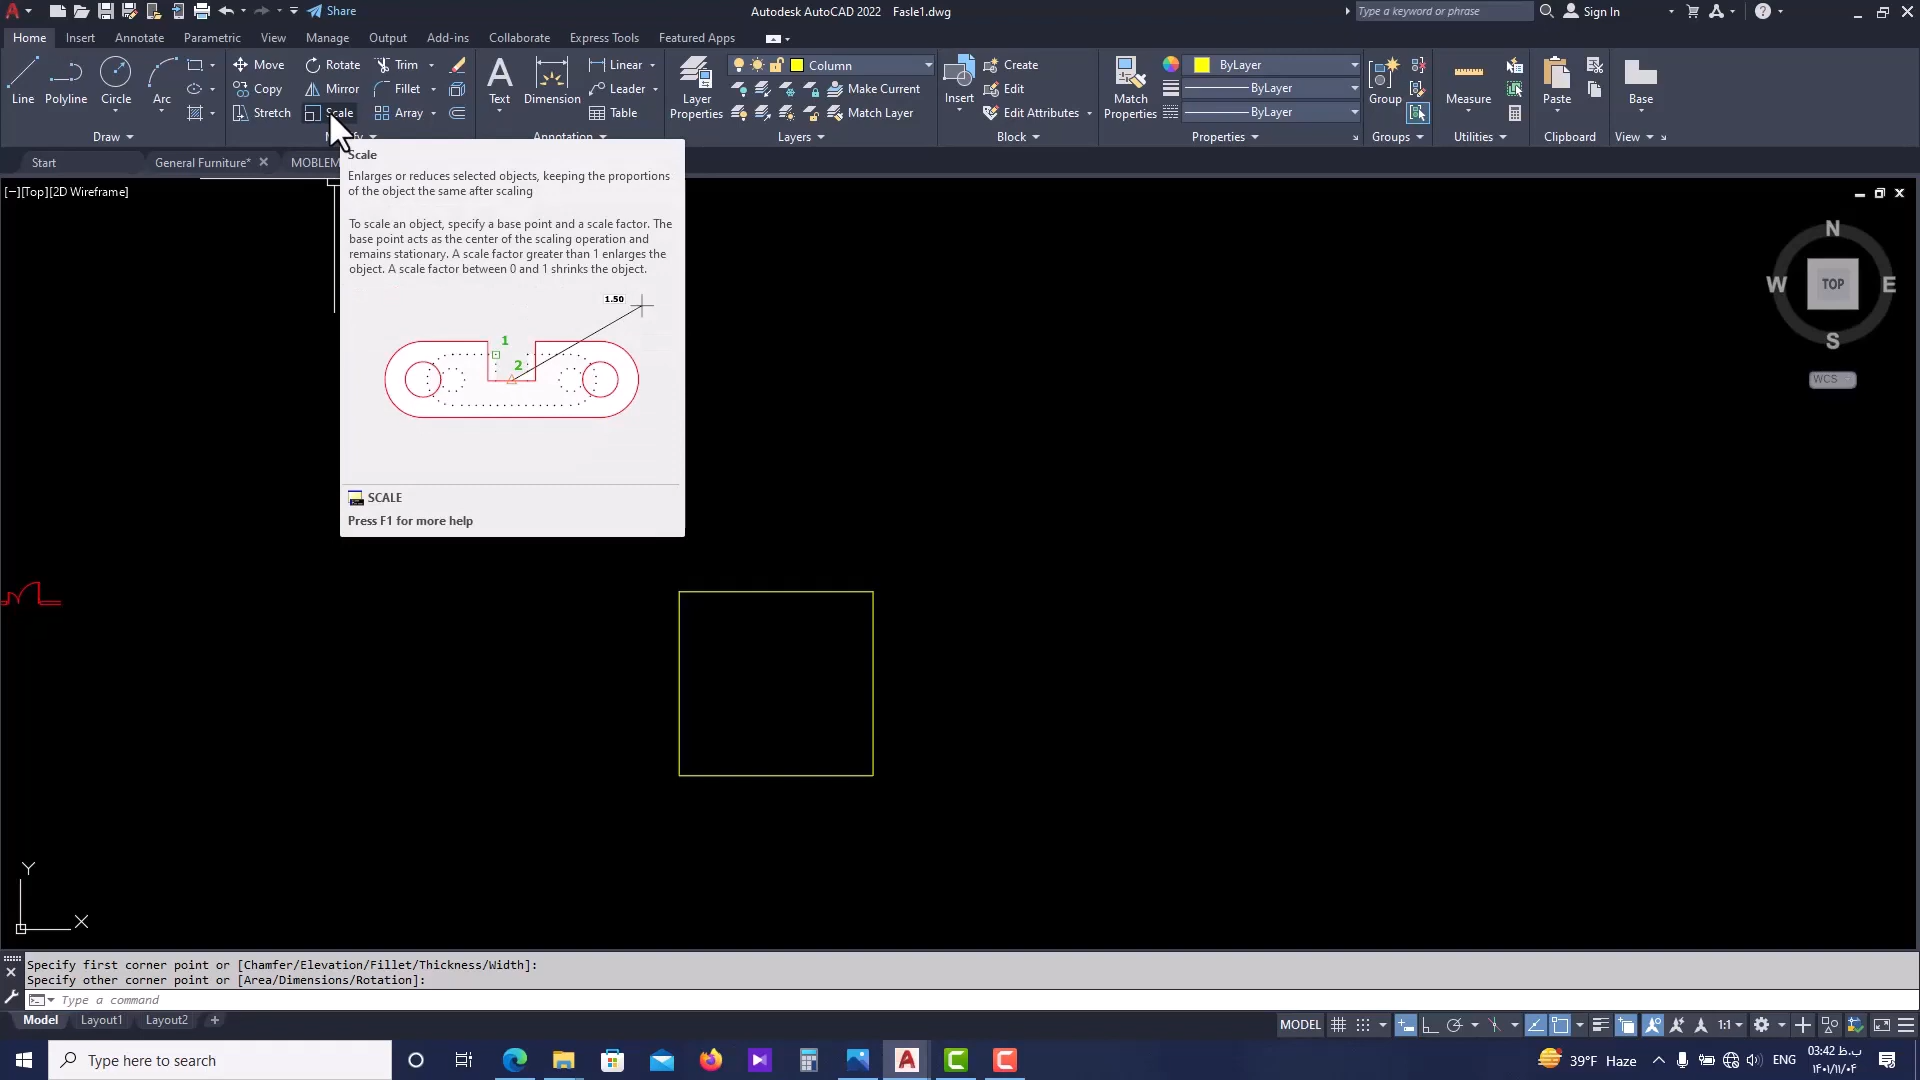 Share
Autodesk AutoCAD 2022 Fasle1.dwg
Type a keyword or phrase
Sign In
Home Insert Annotate Parametric View Manage Output Add-ins Collaborate Express Tools Featured Apps
Line Polyline Circle Arc
Move Rotate Trim
Copy Mirror Fillet
Stretch Scale Array
Text Dimension
Linear
Leader
Table
Layer Properties
Column
Make Current
Match Layer
Insert
Create
Edit
Edit Attributes
Match Properties
ByLayer
ByLayer
ByLayer
Group
Measure
Paste
Base
Draw Annotation Layers Block Properties Groups Utilities Clipboard View
Start General Furniture* MOBLEM
[−][Top][2D Wireframe]
Scale
Enlarges or reduces selected objects, keeping the proportions
of the object the same after scaling
To scale an object, specify a base point and a scale factor. The
base point acts as the center of the scaling operation and
remains stationary. A scale factor greater than 1 enlarges the
object. A scale factor between 0 and 1 shrinks the object.
1.50
1
2
SCALE
Press F1 for more help
N
W TOP E
S
WCS
Y
X
Specify first corner point or [Chamfer/Elevation/Fillet/Thickness/Width]:
Specify other corner point or [Area/Dimensions/Rotation]:
Type a command
Model Layout1 Layout2 +
MODEL 1:1
Type here to search
39°F Haze
ENG
03:42 ب.ظ
۱۴۰۱/۱۱/۰۴